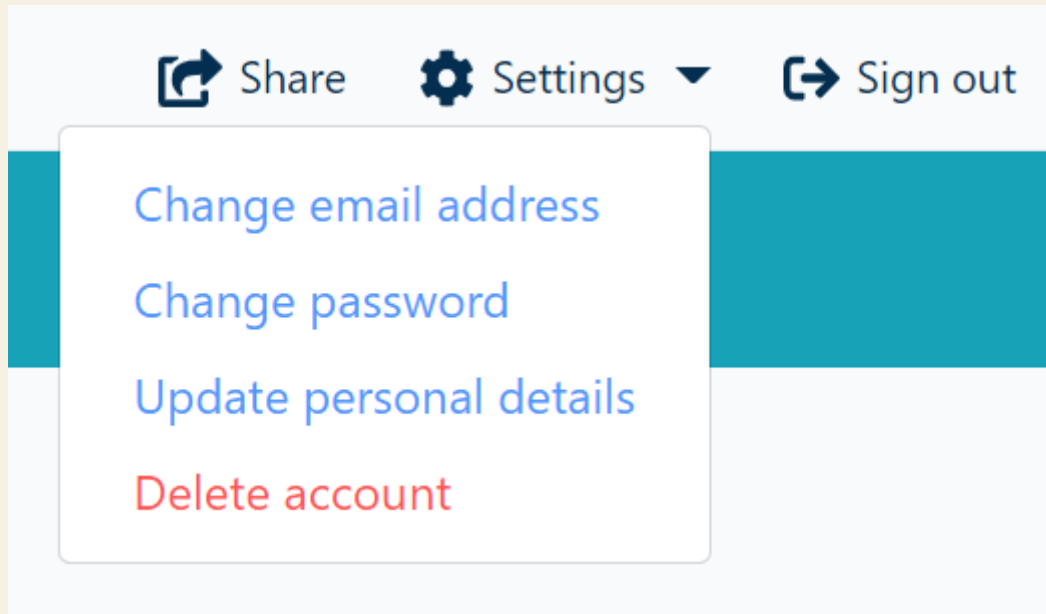 Share Settings Sign out
Change email address
Change password
Update personal details
Delete account